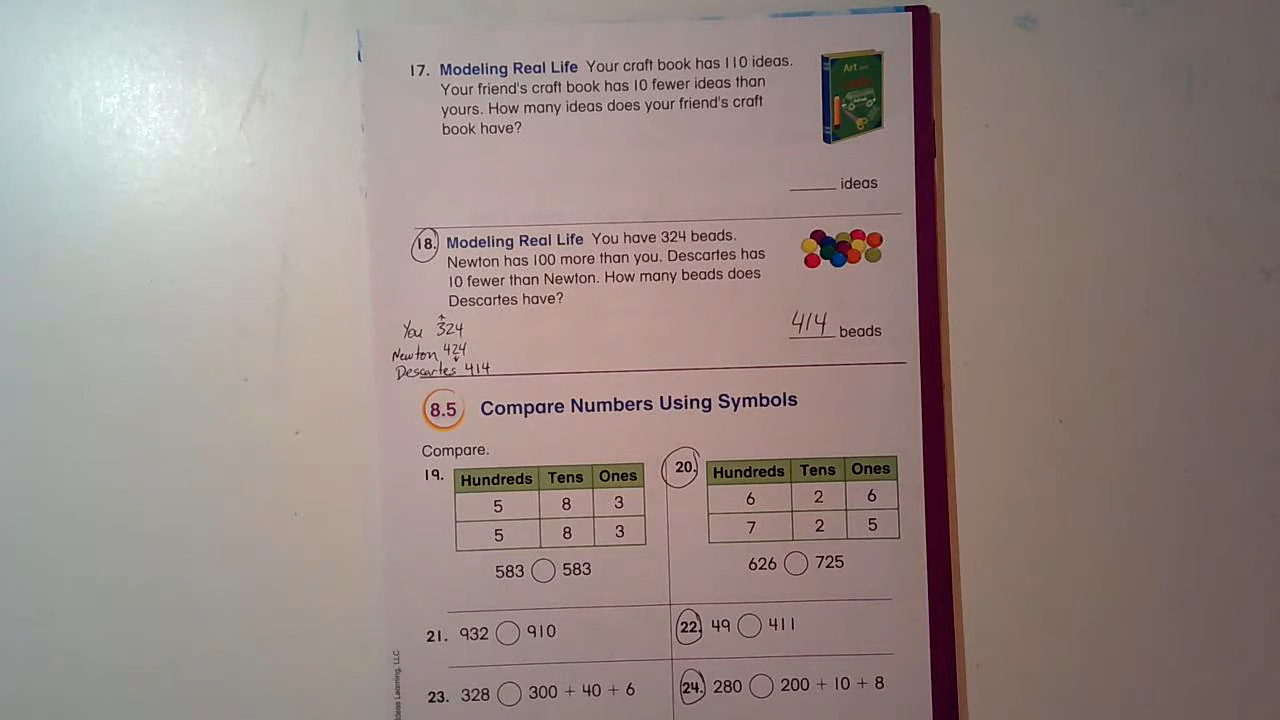 17. Modeling Real Life Your craft book has 110 ideas.
Your friend's craft book has 10 fewer ideas than
yours. How many ideas does your friend's craft
book have?
Art
ideas
18. Modeling Real Life You have 324 beads.
Newton has 100 more than you. Descartes has
10 fewer than Newton. How many beads does
Descartes have?
You 324
Newton 424
Descartes 414
414 beads
8.5 Compare Numbers Using Symbols
Compare.
19.
Hundreds Tens Ones
5 8 3
5 8 3
583 583
20.
Hundreds Tens Ones
6 2 6
7 2 5
626 725
21. 932 910
22. 49 411
23. 328 300 + 40 + 6
24. 280 200 + 10 + 8
Ideas Learning, LLC